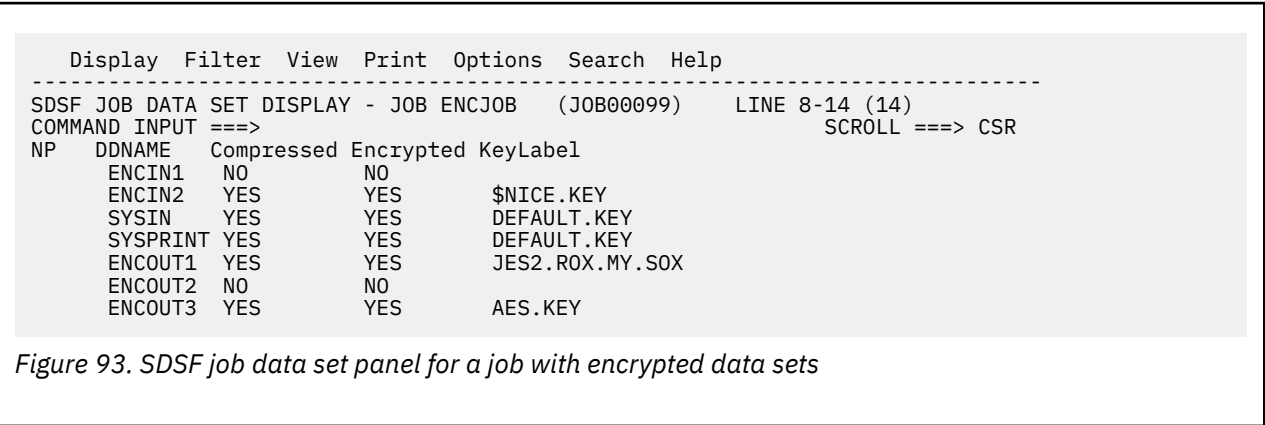 Display  Filter  View  Print  Options  Search  Help
-------------------------------------------------------------------------------
SDSF JOB DATA SET DISPLAY - JOB ENCJOB   (JOB00099)    LINE 8-14 (14)
COMMAND INPUT ===>                                            SCROLL ===> CSR
NP   DDNAME   Compressed Encrypted KeyLabel
      ENCIN1   NO         NO
      ENCIN2   YES        YES       $NICE.KEY
      SYSIN    YES        YES       DEFAULT.KEY
      SYSPRINT YES        YES       DEFAULT.KEY
      ENCOUT1  YES        YES       JES2.ROX.MY.SOX
      ENCOUT2  NO         NO
      ENCOUT3  YES        YES       AES.KEY
Figure 93. SDSF job data set panel for a job with encrypted data sets